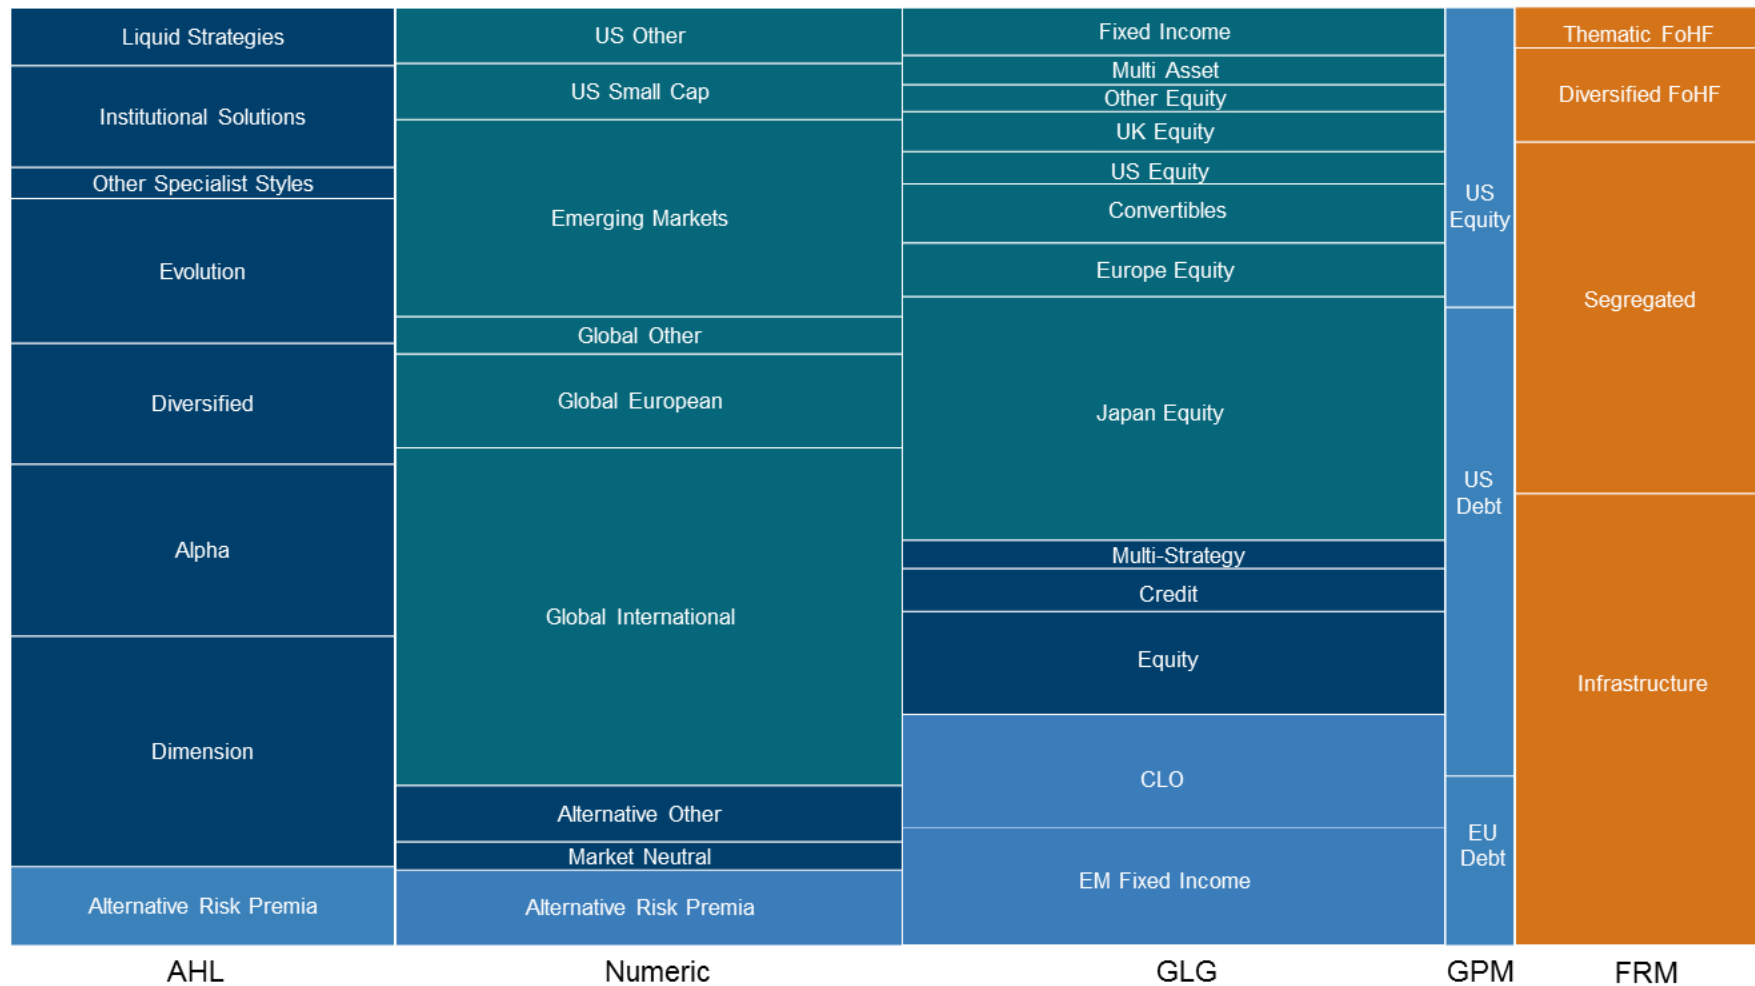 Liquid Strategies
Institutional Solutions
Other Specialist Styles
Evolution
Diversified
Alpha
Dimension
Alternative Risk Premia
AHL
US Other
US Small Cap
Emerging Markets
Global Other
Global European
Global International
Alternative Other
Market Neutral
Alternative Risk Premia
Numeric
Fixed Income
Multi Asset
Other Equity
UK Equity
US Equity
Convertibles
Europe Equity
Japan Equity
Multi-Strategy
Credit
Equity
CLO
EM Fixed Income
GLG
US
Equity
US
Debt
EU
Debt
GPM
Thematic FoHF
Diversified FoHF
Segregated
Infrastructure
FRM